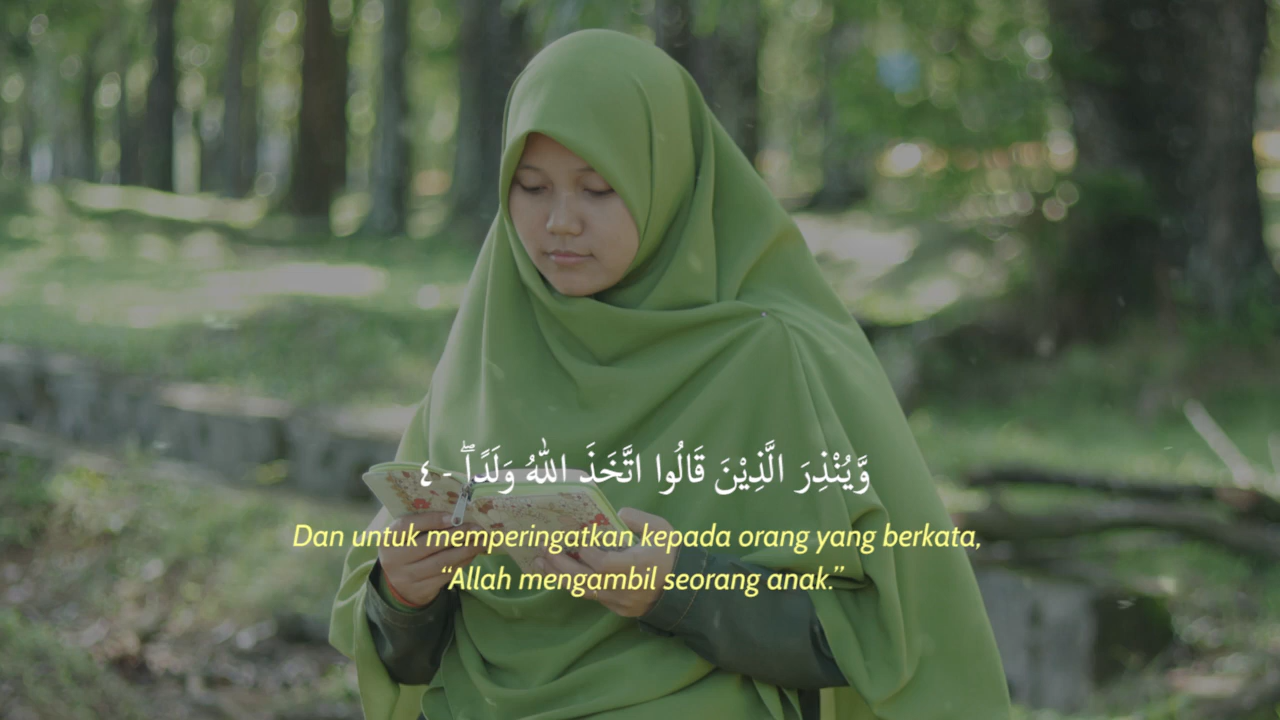 وَّيُنْذِرَ الَّذِيْنَ قَالُوا اتَّخَذَ اللّٰهُ وَلَدًاۖ - ٤
Dan untuk memperingatkan kepada orang yang berkata,
“Allah mengambil seorang anak.”